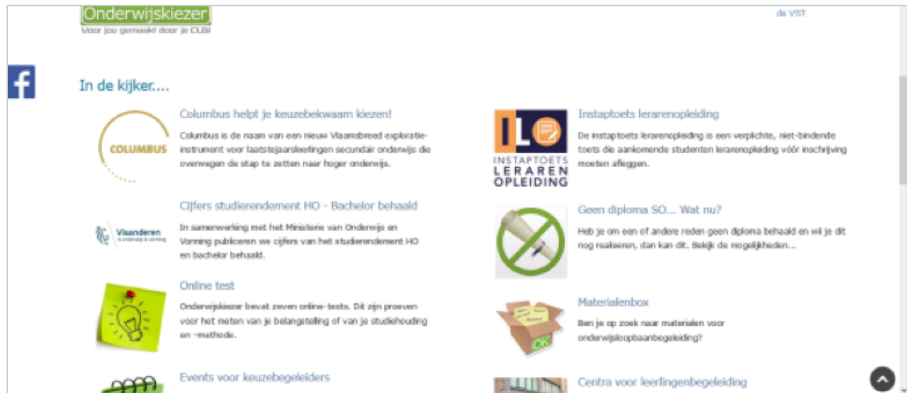 Onderwijskiezer
Voor jou gemaakt door je CLB!
de VST
In de kijker....
Columbus helpt je keuzebekwaam kiezen!
Columbus is de naam van een nieuw Vlaamsbreed exploratie-
instrument voor laatstejaarsleerlingen secundair onderwijs die
overwegen de stap te zetten naar hoger onderwijs.
COLUMBUS
Cijfers studierendement HO - Bachelor behaald
In samenwerking met het Ministerie van Onderwijs en
Vorming publiceren we cijfers van het studierendement HO
en bachelor behaald.
Vlaanderen
is onderwijs & vorming
Online test
Onderwijskiezer bevat zeven online-tests. Dit zijn proeven
voor het meten van je belangstelling of van je studiehouding
en -methode.
Events voor keuzebegeleiders
Instaptoets lerarenopleiding
De instaptoets lerarenopleiding is een verplichte, niet-bindende
toets die aankomende studenten lerarenopleiding vóór inschrijving
moeten afleggen.
ILO
INSTAPTOETS
LERAREN
OPLEIDING
Geen diploma SO... Wat nu?
Heb je om een of andere reden geen diploma behaald en wil je dit
nog realiseren, dan kan dit. Bekijk de mogelijkheden...
Materialenbox
Ben je op zoek naar materialen voor
onderwijsloopbaanbegeleiding?
OK
Centra voor leerlingenbegeleiding